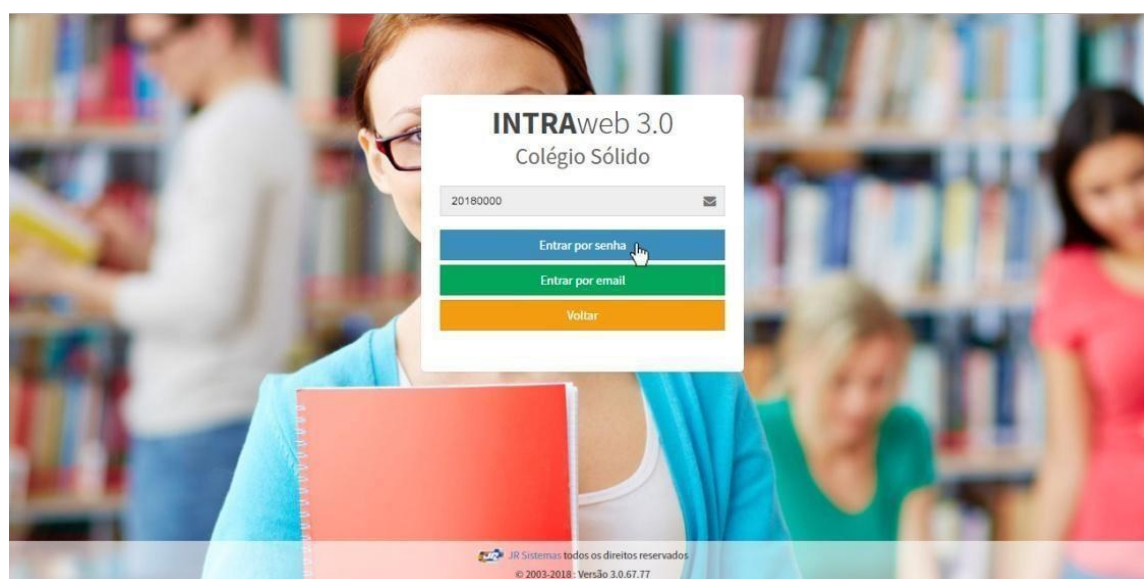 INTRAweb 3.0
Colégio Sólido
20180000
Entrar por senha
Entrar por email
Voltar
JR Sistemas todos os direitos reservados
© 2003-2018 : Versão 3.0.67.77